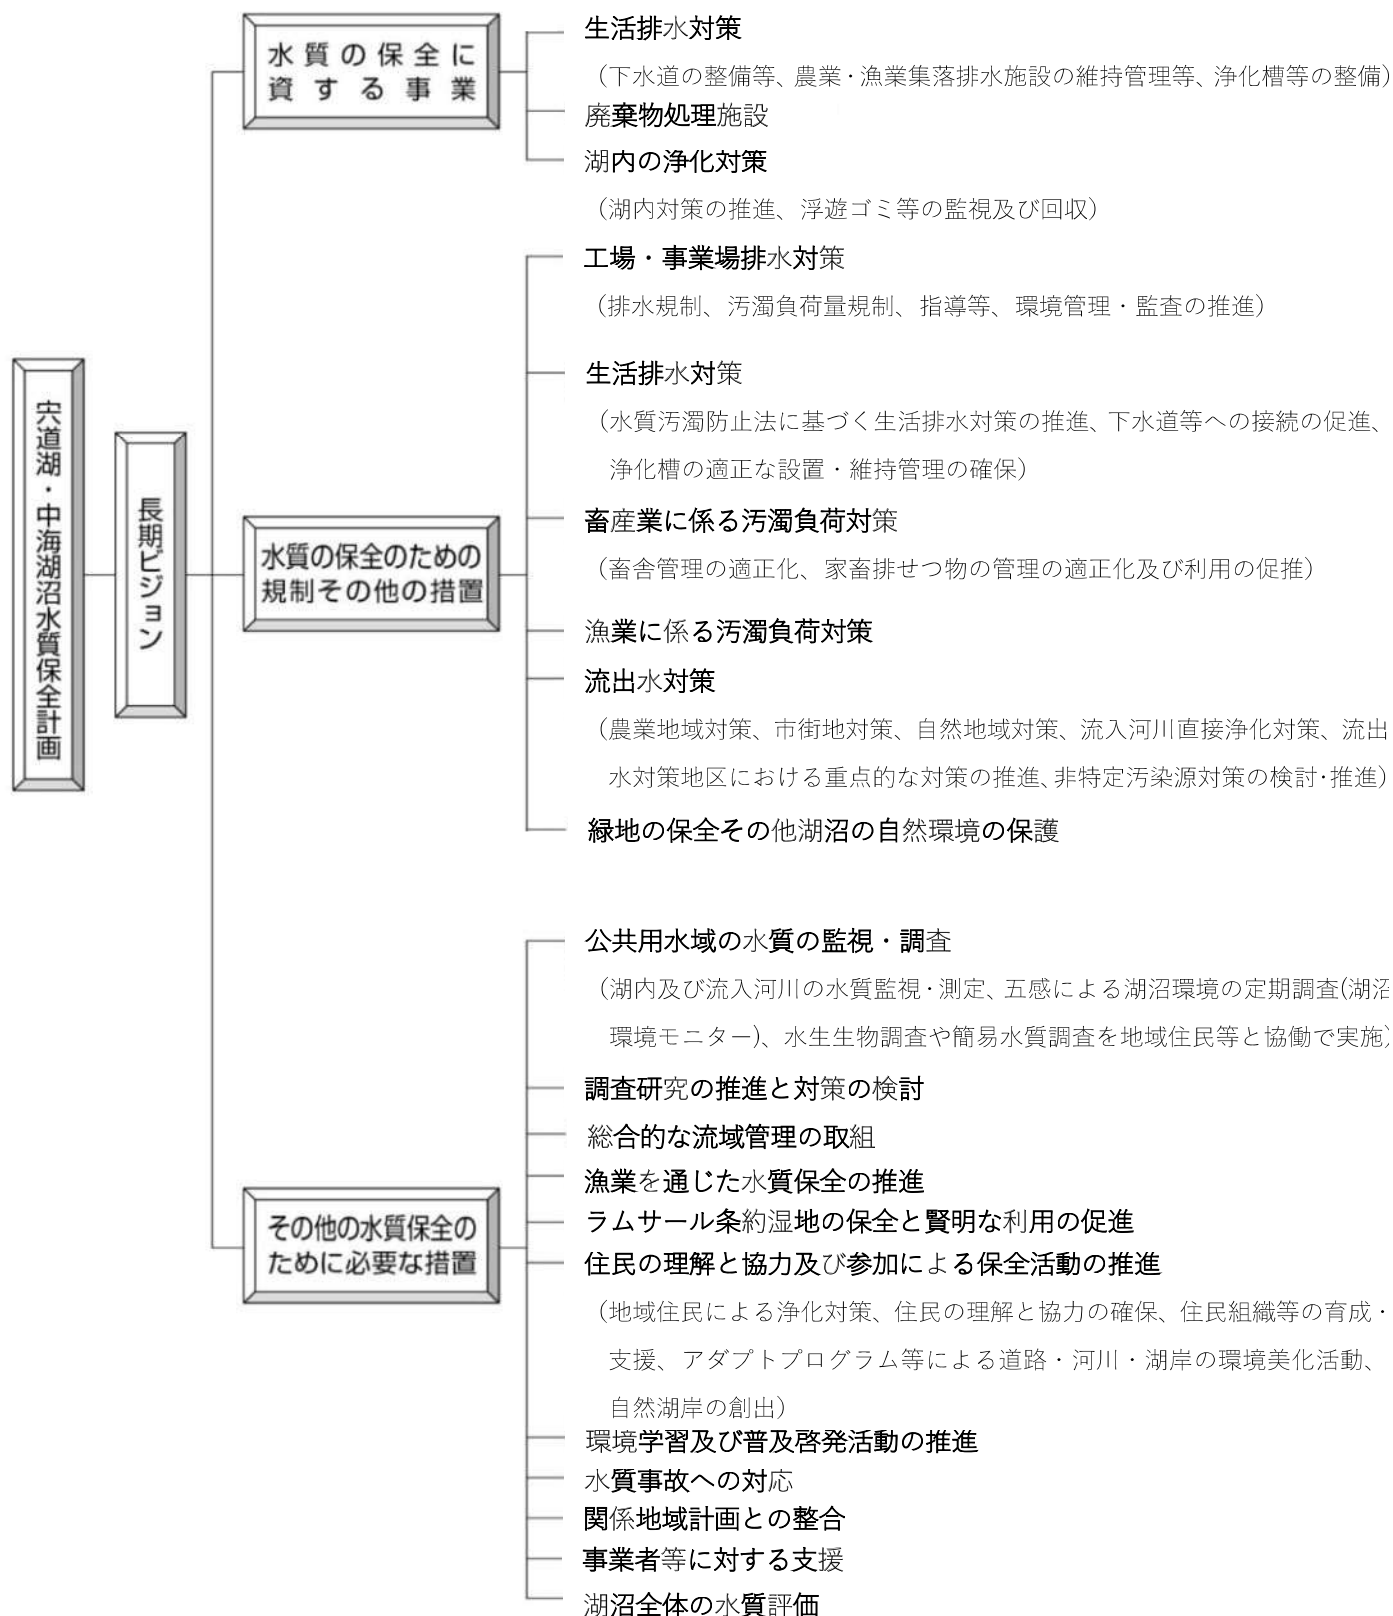 宍道湖・中海湖沼水質保全計画
長期ビジョン
水質の保全に
資する事業
生活排水対策
（下水道の整備等、農業・漁業集落排水施設の維持管理等、浄化槽等の整備）
廃棄物処理施設
湖内の浄化対策
（湖内対策の推進、浮遊ゴミ等の監視及び回収）
水質の保全のための
規制その他の措置
工場・事業場排水対策
（排水規制、汚濁負荷量規制、指導等、環境管理・監査の推進）
生活排水対策
（水質汚濁防止法に基づく生活排水対策の推進、下水道等への接続の促進、
浄化槽の適正な設置・維持管理の確保）
畜産業に係る汚濁負荷対策
（畜舎管理の適正化、家畜排せつ物の管理の適正化及び利用の促推）
漁業に係る汚濁負荷対策
流出水対策
（農業地域対策、市街地対策、自然地域対策、流入河川直接浄化対策、流出
水対策地区における重点的な対策の推進、非特定汚染源対策の検討・推進）
緑地の保全その他湖沼の自然環境の保護
その他の水質保全の
ために必要な措置
公共用水域の水質の監視・調査
（湖内及び流入河川の水質監視・測定、五感による湖沼環境の定期調査(湖沼
環境モニター)、水生生物調査や簡易水質調査を地域住民等と協働で実施）
調査研究の推進と対策の検討
総合的な流域管理の取組
漁業を通じた水質保全の推進
ラムサール条約湿地の保全と賢明な利用の促進
住民の理解と協力及び参加による保全活動の推進
（地域住民による浄化対策、住民の理解と協力の確保、住民組織等の育成・
支援、アダプトプログラム等による道路・河川・湖岸の環境美化活動、
自然湖岸の創出）
環境学習及び普及啓発活動の推進
水質事故への対応
関係地域計画との整合
事業者等に対する支援
湖沼全体の水質評価